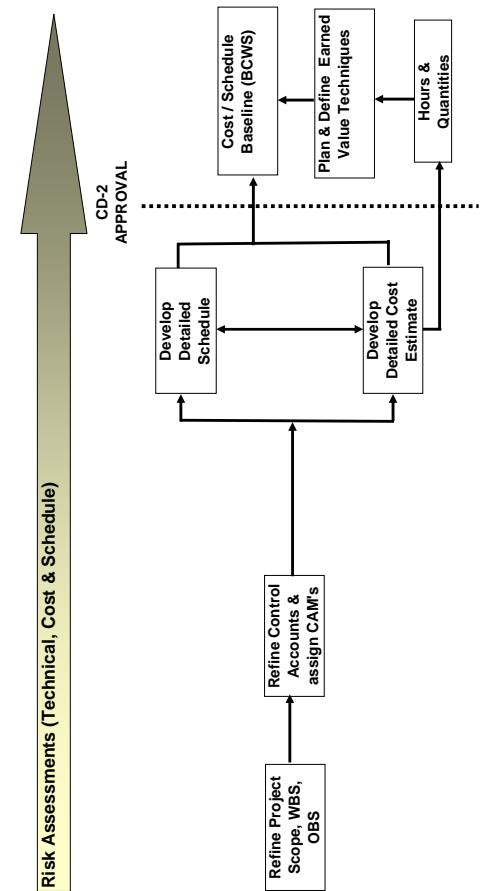 Risk Assessments (Technical, Cost & Schedule)
CD-2
APPROVAL
Refine Project
Scope, WBS,
OBS
Refine Control
Accounts &
assign CAM's
Develop
Detailed
Schedule
Develop
Detailed Cost
Estimate
Cost / Schedule
Baseline (BCWS)
Plan & Define Earned
Value Techniques
Hours &
Quantities